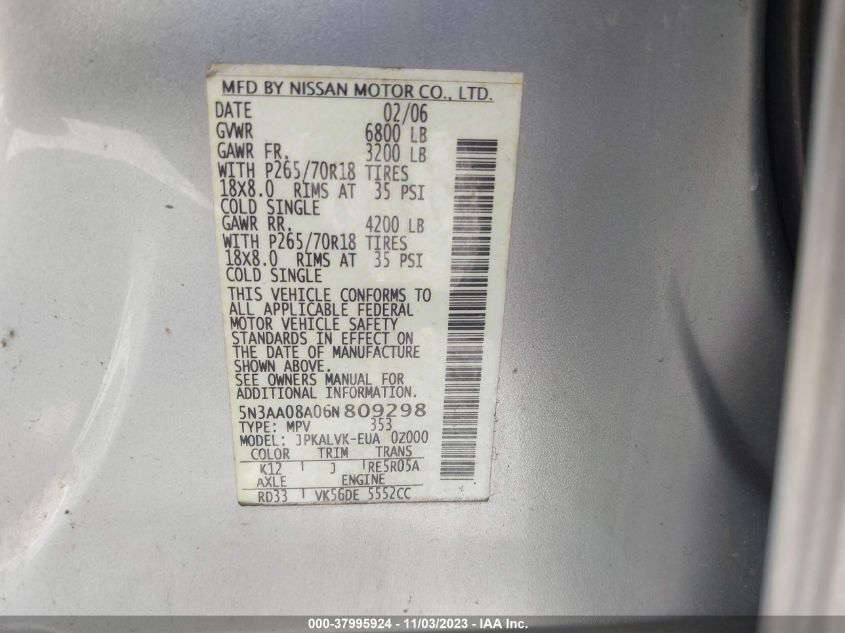 MFD BY NISSAN MOTOR CO., LTD.
DATE 02/06
GVWR 6800 LB
GAWR FR. 3200 LB
WITH P265/70R18 TIRES
18X8.0 RIMS AT 35 PSI
COLD SINGLE
GAWR RR. 4200 LB
WITH P265/70R18 TIRES
18X8.0 RIMS AT 35 PSI
COLD SINGLE
THIS VEHICLE CONFORMS TO
ALL APPLICABLE FEDERAL
MOTOR VEHICLE SAFETY
STANDARDS IN EFFECT ON
THE DATE OF MANUFACTURE
SHOWN ABOVE.
SEE OWNERS MANUAL FOR
ADDITIONAL INFORMATION.
5N3AA08A06N809298
TYPE: MPV 353
MODEL: JPKALVK-EUA 0Z000
COLOR TRIM TRANS
K12 J RE5R05A
AXLE ENGINE
RD33 VK56DE 5552CC
000-37995924 - 11/03/2023 - IAA Inc.